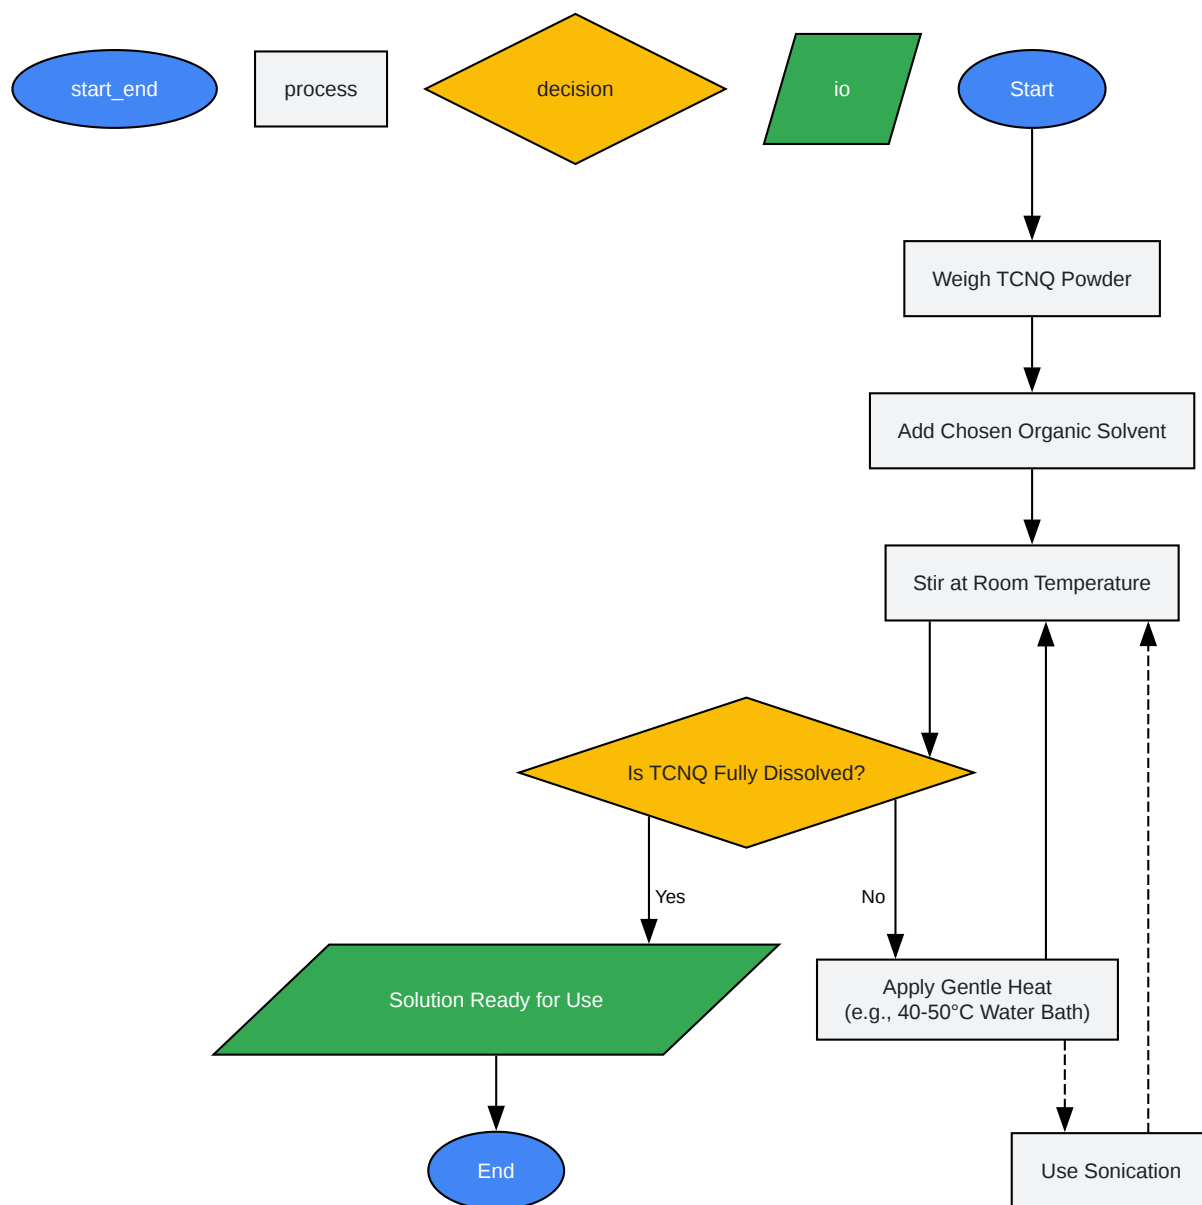 start_end
process
decision
io
Start
Weigh TCNQ Powder
Add Chosen Organic Solvent
Stir at Room Temperature
Is TCNQ Fully Dissolved?
Yes
No
Solution Ready for Use
Apply Gentle Heat
(e.g., 40-50°C Water Bath)
End
Use Sonication